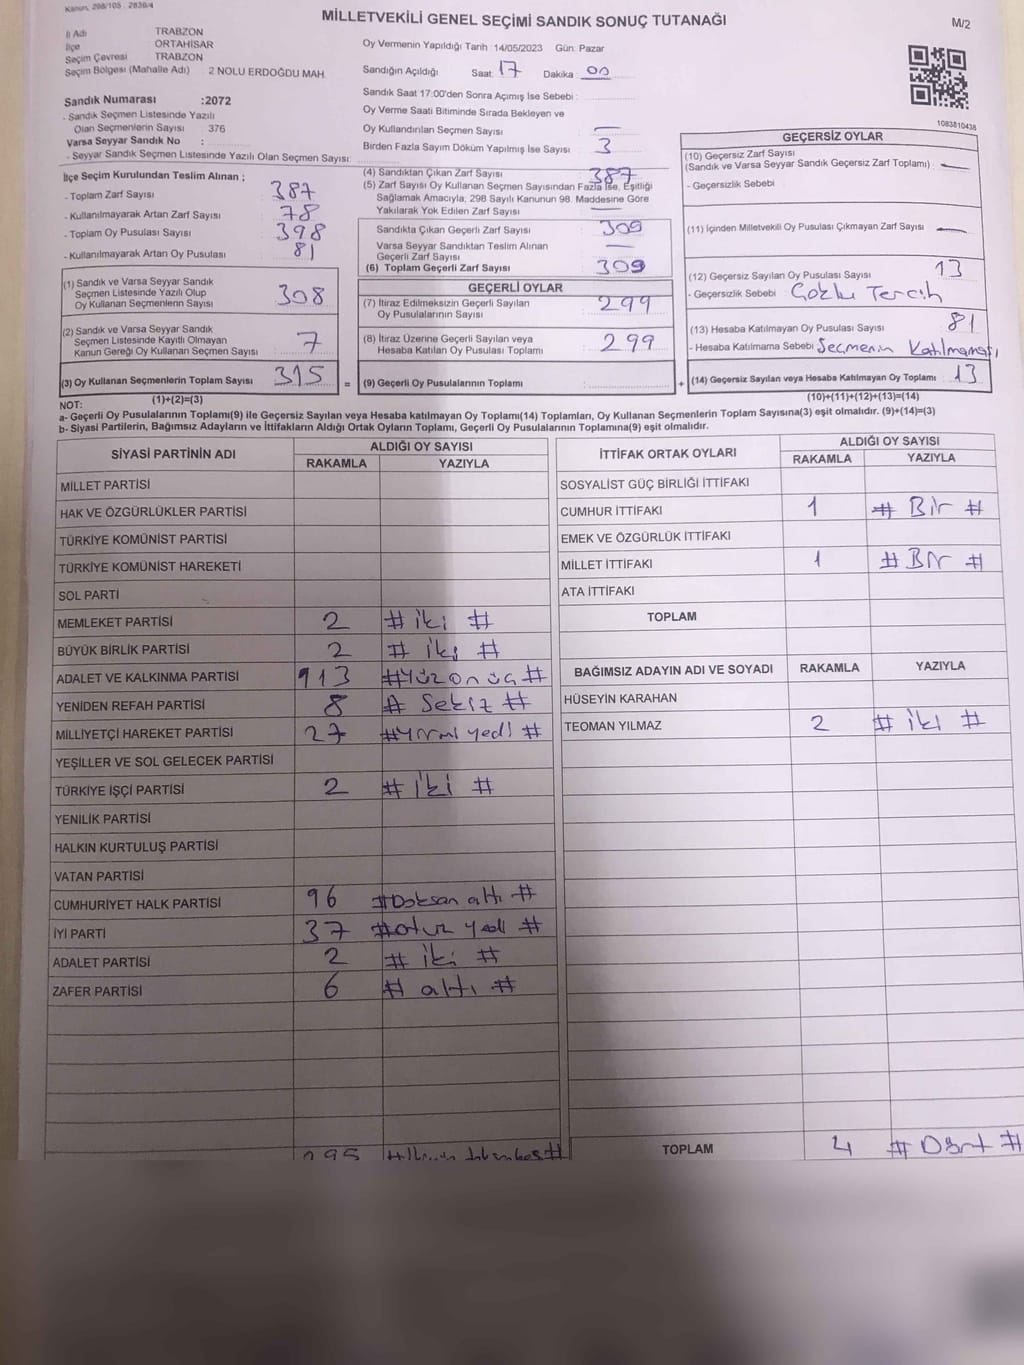 Kanun, 298/105 : 2839/4
MİLLETVEKİLİ GENEL SEÇİMİ SANDIK SONUÇ TUTANAĞI
M/2
İl Adı TRABZON
İlçe ORTAHİSAR
Seçim Çevresi TRABZON
Seçim Bölgesi (Mahalle Adı) 2 NOLU ERDOĞDU MAH.
Sandık Numarası :2072
- Sandık Seçmen Listesinde Yazılı
Olan Seçmenlerin Sayısı 376
Varsa Seyyar Sandık No :
- Seyyar Sandık Seçmen Listesinde Yazılı Olan Seçmen Sayısı:
Oy Vermenin Yapıldığı Tarih 14/05/2023 Gün: Pazar
Sandığın Açıldığı Saat: 17 Dakika : 00
Sandık Saat 17:00'den Sonra Açımış İse Sebebi :
Oy Verme Saati Bitiminde Sırada Bekleyen ve
Oy Kullandırılan Seçmen Sayısı —
Birden Fazla Sayım Döküm Yapılmış İse Sayısı 3
1083810438
İlçe Seçim Kurulundan Teslim Alınan ;
- Toplam Zarf Sayısı 387
- Kullanılmayarak Artan Zarf Sayısı 78
- Toplam Oy Pusulası Sayısı 398
- Kullanılmayarak Artan Oy Pusulası 81
(1) Sandık ve Varsa Seyyar Sandık
Seçmen Listesinde Yazılı Olup
Oy Kullanan Seçmenlerin Sayısı 308
(2) Sandık ve Varsa Seyyar Sandık
Seçmen Listesinde Kayıtlı Olmayan
Kanun Gereği Oy Kullanan Seçmen Sayısı 7
(3) Oy Kullanan Seçmenlerin Toplam Sayısı 315 =
(1)+(2)=(3)
(4) Sandıktan Çıkan Zarf Sayısı 387
(5) Zarf Sayısı Oy Kullanan Seçmen Sayısından Fazla İse, Eşitliği
Sağlamak Amacıyla, 298 Sayılı Kanunun 98. Maddesine Göre
Yakılarak Yok Edilen Zarf Sayısı —
Sandıkta Çıkan Geçerli Zarf Sayısı 309
Varsa Seyyar Sandıktan Teslim Alınan
Geçerli Zarf Sayısı —
(6) Toplam Geçerli Zarf Sayısı 309
GEÇERLİ OYLAR
(7) İtiraz Edilmeksizin Geçerli Sayılan
Oy Pusulalarının Sayısı 299
(8) İtiraz Üzerine Geçerli Sayılan veya
Hesaba Katılan Oy Pusulası Toplamı 299
(9) Geçerli Oy Pusulalarının Toplamı : +
GEÇERSİZ OYLAR
(10) Geçersiz Zarf Sayısı
(Sandık ve Varsa Seyyar Sandık Geçersiz Zarf Toplamı) —
- Geçersizlik Sebebi
(11) İçinden Milletvekili Oy Pusulası Çıkmayan Zarf Sayısı —
(12) Geçersiz Sayılan Oy Pusulası Sayısı 13
- Geçersizlik Sebebi Çoklu Tercih
(13) Hesaba Katılmayan Oy Pusulası Sayısı 81
- Hesaba Katılmama Sebebi Seçmenin Katılmaması
(14) Geçersiz Sayılan veya Hesaba Katılmayan Oy Toplamı 13
(10)+(11)+(12)+(13)=(14)
NOT:
a- Geçerli Oy Pusulalarının Toplamı(9) ile Geçersiz Sayılan veya Hesaba katılmayan Oy Toplamı(14) Toplamları, Oy Kullanan Seçmenlerin Toplam Sayısına(3) eşit olmalıdır. (9)+(14)=(3)
b- Siyasi Partilerin, Bağımsız Adayların ve İttifakların Aldığı Ortak Oyların Toplamı, Geçerli Oy Pusulalarının Toplamına(9) eşit olmalıdır.
SİYASİ PARTİNİN ADI ALDIĞI OY SAYISI
RAKAMLA YAZIYLA
MİLLET PARTİSİ
HAK VE ÖZGÜRLÜKLER PARTİSİ
TÜRKİYE KOMÜNİST PARTİSİ
TÜRKİYE KOMÜNİST HAREKETİ
SOL PARTİ
MEMLEKET PARTİSİ 2 # iki #
BÜYÜK BİRLİK PARTİSİ 2 # iki #
ADALET VE KALKINMA PARTİSİ 113 #Yüzonüç#
YENİDEN REFAH PARTİSİ 8 # Sekiz #
MİLLİYETÇİ HAREKET PARTİSİ 27 #Yirmi yedi #
YEŞİLLER VE SOL GELECEK PARTİSİ
TÜRKİYE İŞÇİ PARTİSİ 2 # iki #
YENİLİK PARTİSİ
HALKIN KURTULUŞ PARTİSİ
VATAN PARTİSİ
CUMHURİYET HALK PARTİSİ 96 #Doksan altı #
İYİ PARTİ 37 #otuz yedi #
ADALET PARTİSİ 2 # iki #
ZAFER PARTİSİ 6 # altı #
295
İTTİFAK ORTAK OYLARI ALDIĞI OY SAYISI
RAKAMLA YAZIYLA
SOSYALİST GÜÇ BİRLİĞİ İTTİFAKI
CUMHUR İTTİFAKI 1 # Bir #
EMEK VE ÖZGÜRLÜK İTTİFAKI
MİLLET İTTİFAKI 1 # Bir #
ATA İTTİFAKI
TOPLAM
BAĞIMSIZ ADAYIN ADI VE SOYADI RAKAMLA YAZIYLA
HÜSEYİN KARAHAN
TEOMAN YILMAZ 2 # iki #
TOPLAM 4 # Dört #